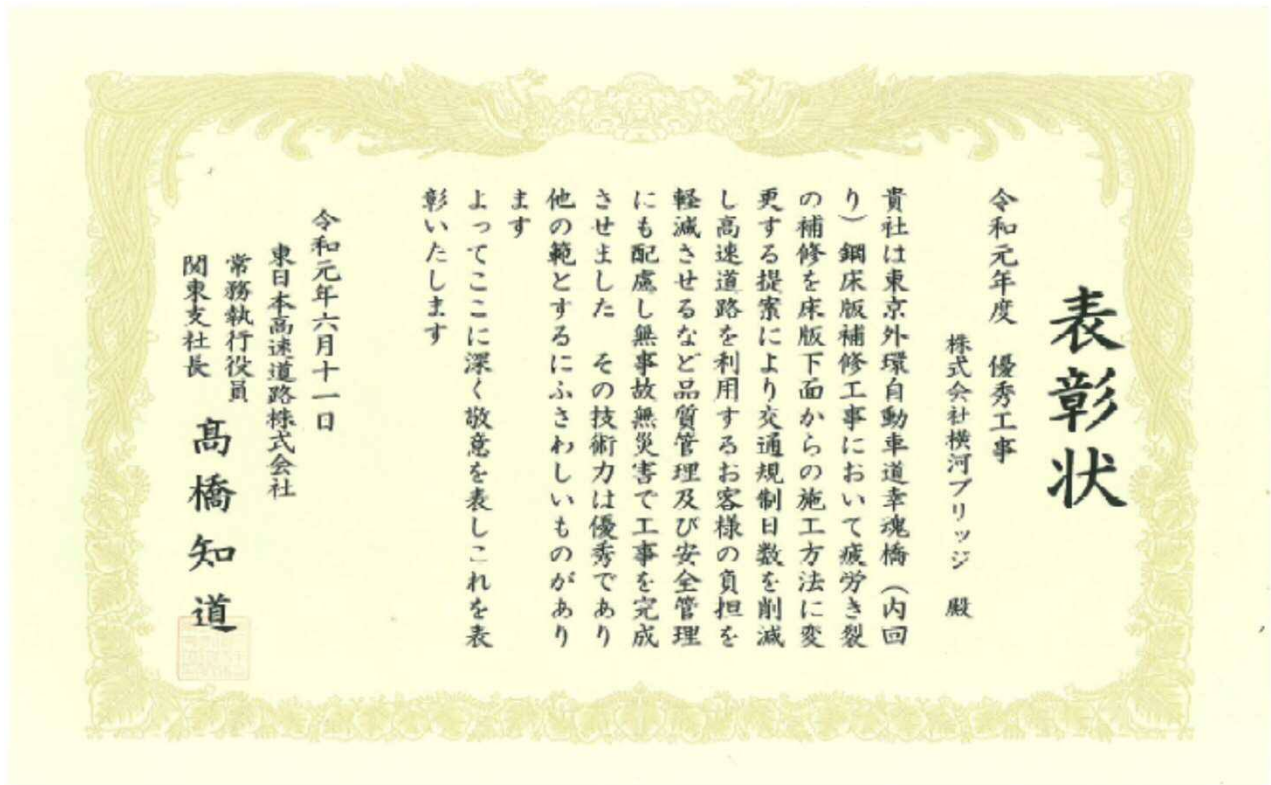 表彰状
令和元年度　優秀工事
株式会社横河ブリッジ　殿
貴社は東京外環自動車道幸魂橋（内回
り）鋼床版補修工事において疲労き裂
の補修を床版下面からの施工方法に変
更する提案により交通規制日数を削減
し高速道路を利用するお客様の負担を
軽減させるなど品質管理及び安全管理
にも配慮し無事故無災害で工事を完成
させました　その技術力は優秀であり
他の範とするにふさわしいものがあり
ます
よってここに深く敬意を表しこれを表
彰いたします
令和元年六月十一日
東日本高速道路株式会社
常務執行役員
関東支社長
髙橋知道